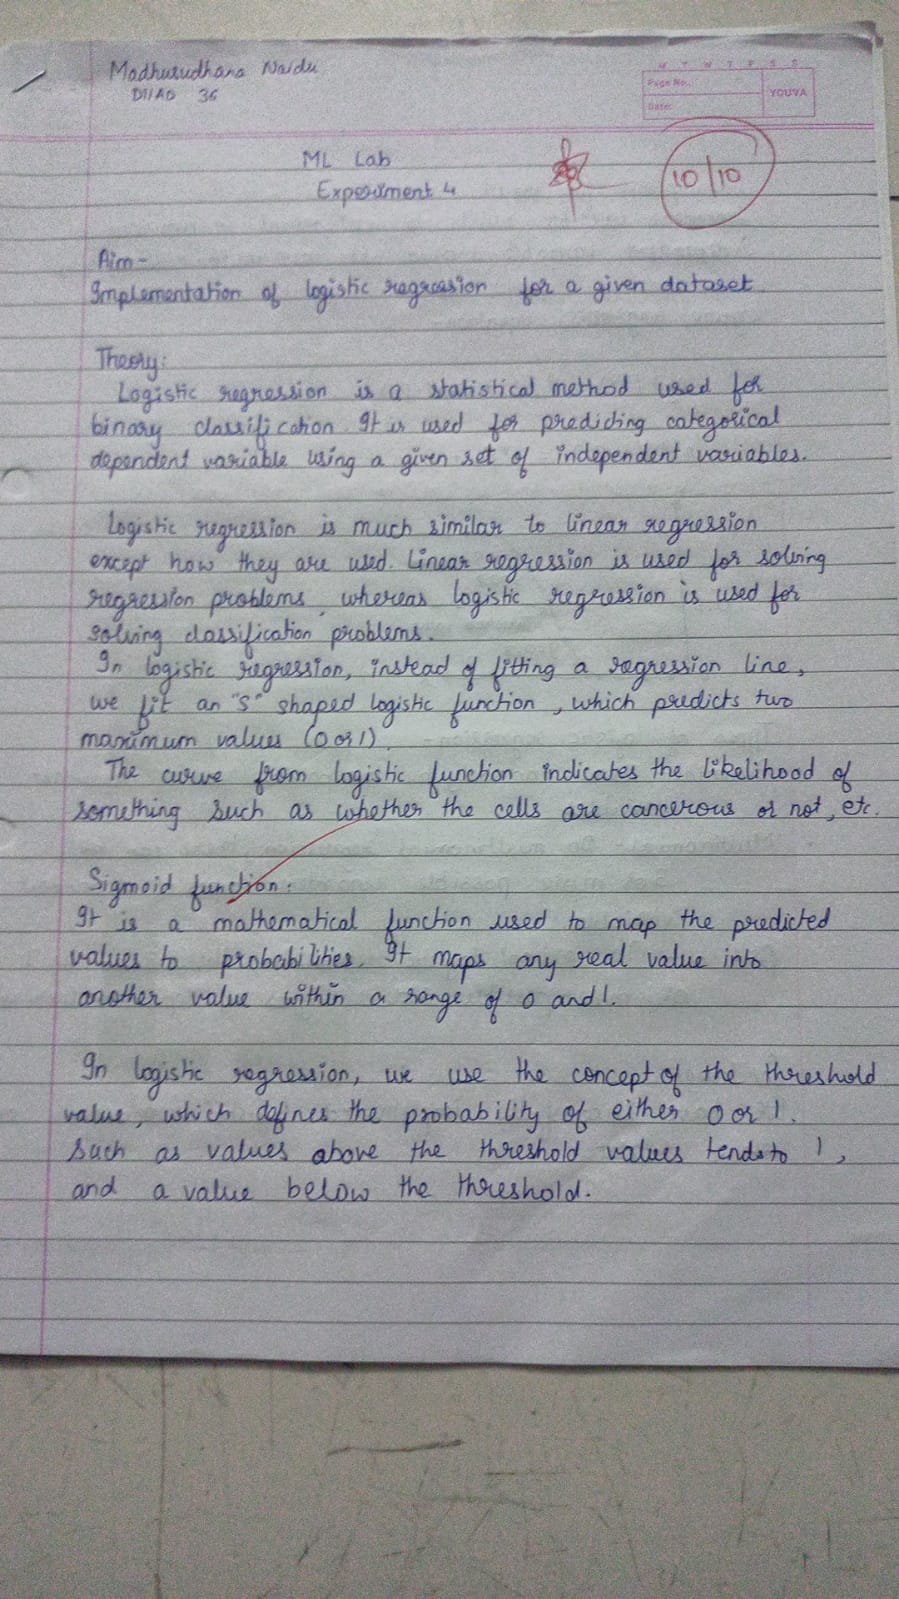 Madhusudhana Naidu
D11AD 36
M T W T F S S
Page No.:
Date:
YOUVA
ML Lab
Experiment 4
10/10
Aim -
Implementation of logistic regression for a given dataset
Theory:
Logistic regression is a statistical method used for
binary classification. It is used for predicting categorical
dependent variable using a given set of independent variables.
Logistic regression is much similar to linear regression
except how they are used. Linear regression is used for solving
regression problems, whereas logistic regression is used for
solving classification problems.
In logistic regression, instead of fitting a regression line,
we fit an "S" shaped logistic function, which predicts two
maximum values (0 or 1).
The curve from logistic function indicates the likelihood of
something such as whether the cells are cancerous or not, etc.
Sigmoid function:
It is a mathematical function used to map the predicted
values to probabilities. It maps any real value into
another value within a range of 0 and 1.
In logistic regression, we use the concept of the threshold
value, which defines the probability of either 0 or 1.
Such as values above the threshold values tends to 1,
and a value below the threshold.